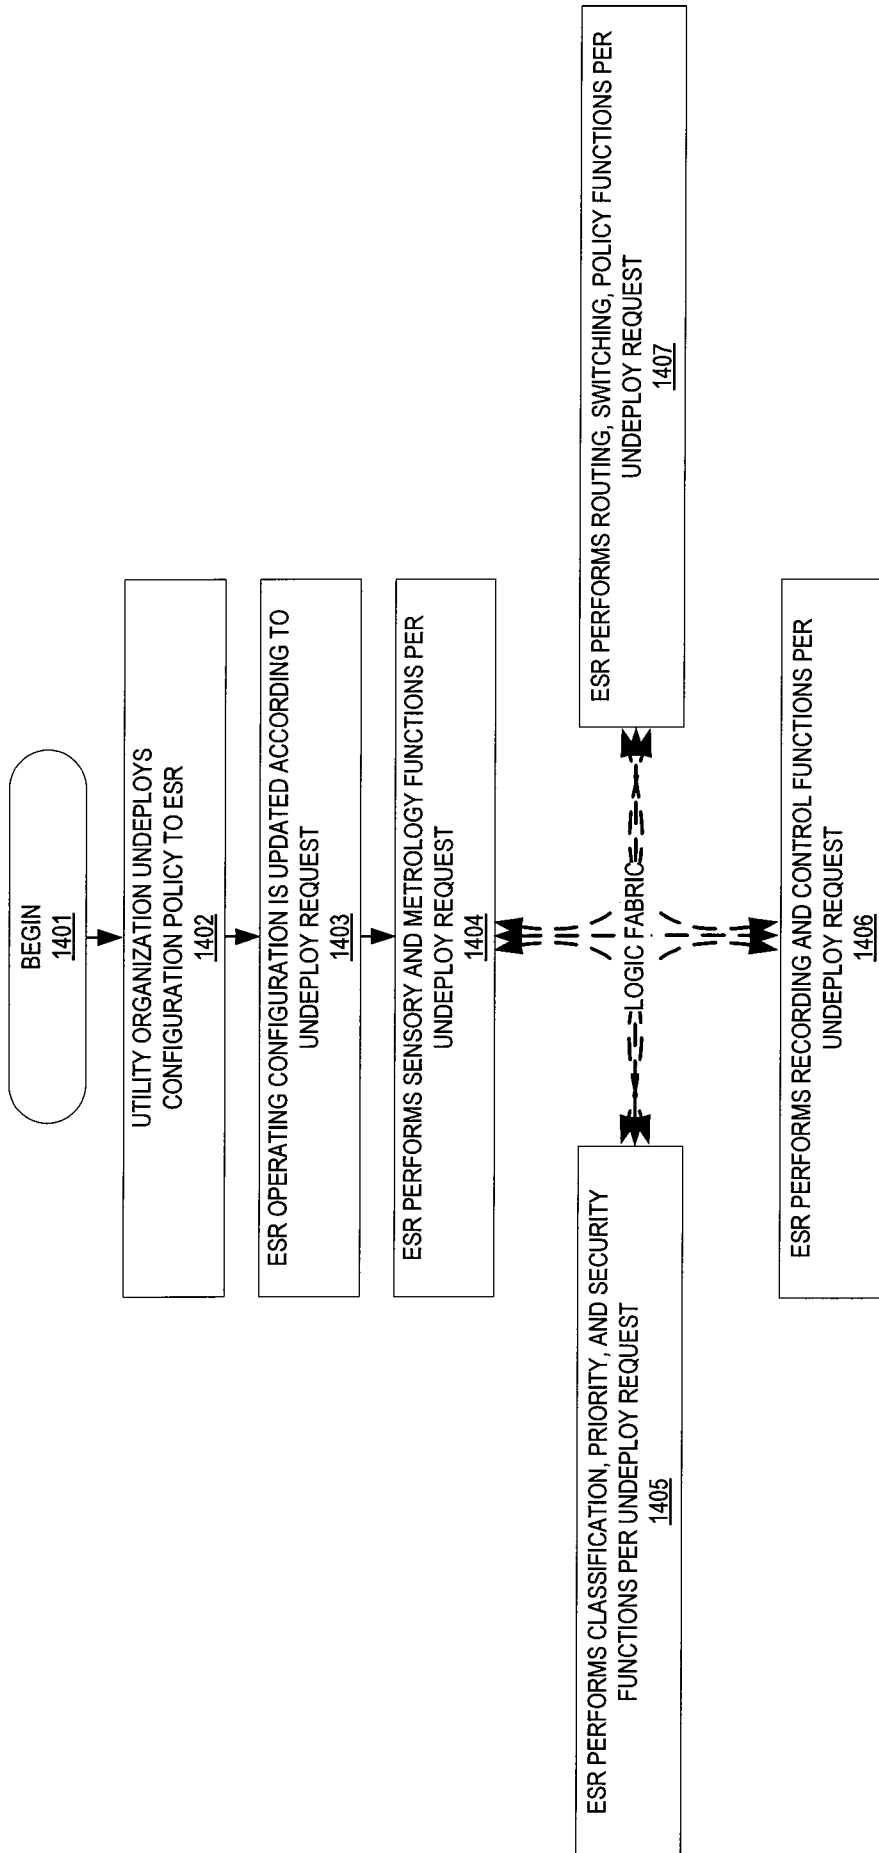 BEGIN
1401
UTILITY ORGANIZATION UNDEPLOYS
CONFIGURATION POLICY TO ESR
1402
ESR OPERATING CONFIGURATION IS UPDATED ACCORDING TO
UNDEPLOY REQUEST
1403
ESR PERFORMS SENSORY AND METROLOGY FUNCTIONS PER
UNDEPLOY REQUEST
1404
ESR PERFORMS CLASSIFICATION, PRIORITY, AND SECURITY
FUNCTIONS PER UNDEPLOY REQUEST
1405
LOGIC FABRIC
ESR PERFORMS ROUTING, SWITCHING, POLICY FUNCTIONS PER
UNDEPLOY REQUEST
1407
ESR PERFORMS RECORDING AND CONTROL FUNCTIONS PER
UNDEPLOY REQUEST
1406